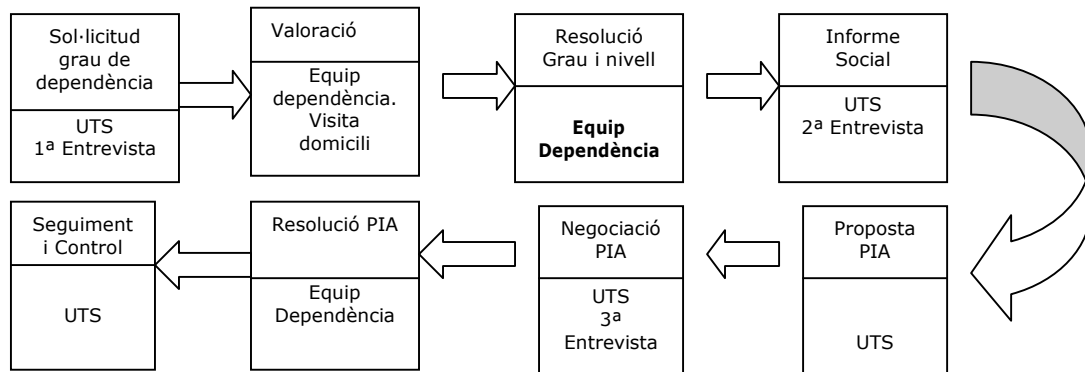 Sol·licitud
grau de
dependència
UTS
1ª Entrevista
Valoració
Equip
dependència.
Visita
domicili
Resolució
Grau i nivell
Equip
Dependència
Informe
Social
UTS
2ª Entrevista
Proposta
PIA
UTS
Negociació
PIA
UTS
3ª
Entrevista
Resolució PIA
Equip
Dependència
Seguiment
i Control
UTS